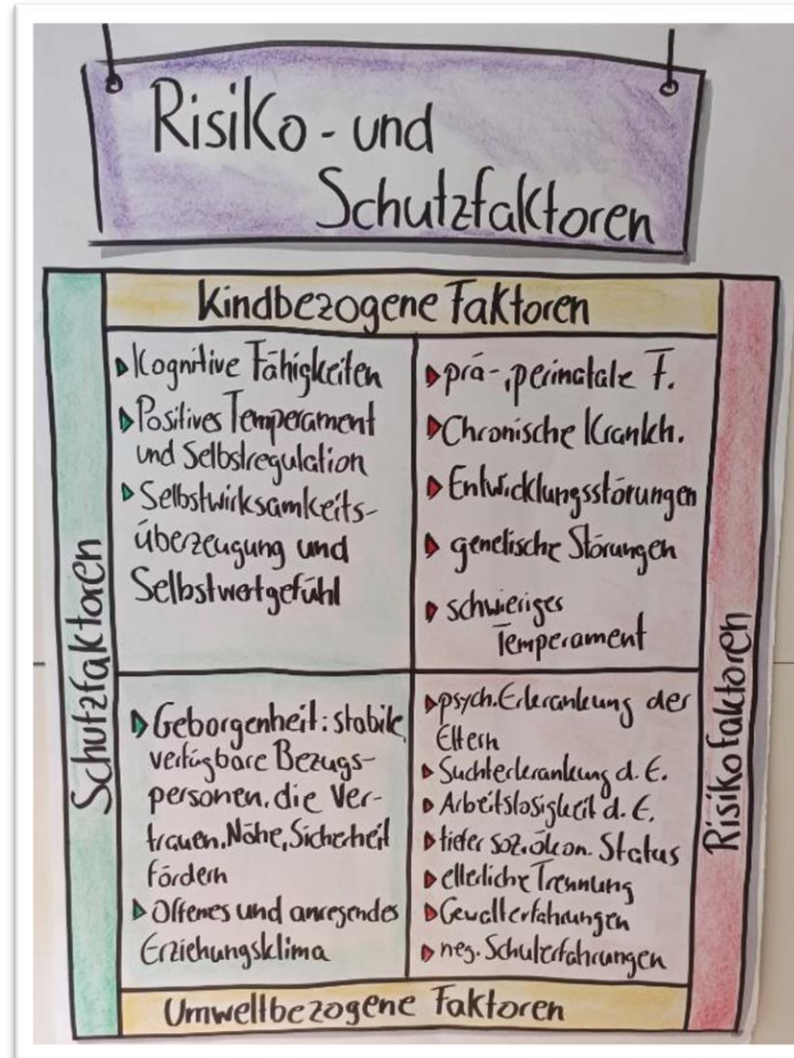 Risiko - und
Schutzfaktoren
Kindbezogene Faktoren
Schutzfaktoren
Kognitive Fähigkeiten
Positives Temperament
und Selbstregulation
Selbstwirksamkeits-
überzeugung und
Selbstwertgefühl
prä-, perinatale F.
Chronische Krankh.
Entwicklungsstörungen
genetische Störungen
schwieriges
Temperament
Geborgenheit: stabile,
verfügbare Bezugs-
personen, die Ver-
trauen, Nähe, Sicherheit
fördern
Offenes und anregendes
Erziehungsklima
psych. Erkrankung der
Eltern
Suchterkrankung d. E.
Arbeitslosigkeit d. E.
tiefer soz. ökon. Status
elterliche Trennung
Gewalterfahrungen
neg. Schulerfahrungen
Risikofaktoren
Umweltbezogene Faktoren